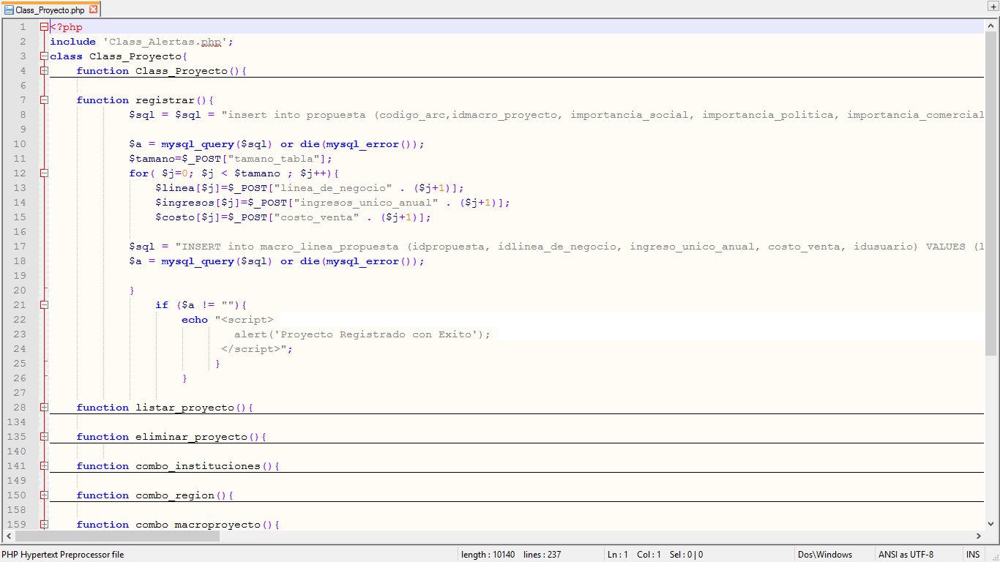 Class_Proyecto.php
1 <?php
2 include 'Class_Alertas.php';
3 class Class_Proyecto{
4 function Class_Proyecto(){
6
7 function registrar(){
8 $sql = $sql = "insert into propuesta (codigo_arc,idmacro_proyecto, importancia_social, importancia_politica, importancia_comercial
9
10 $a = mysql_query($sql) or die(mysql_error());
11 $tamano=$_POST["tamano_tabla"];
12 for( $j=0; $j < $tamano ; $j++){
13 $linea[$j]=$_POST["linea_de_negocio" . ($j+1)];
14 $ingresos[$j]=$_POST["ingresos_unico_anual" . ($j+1)];
15 $costo[$j]=$_POST["costo_venta" . ($j+1)];
16
17 $sql = "INSERT into macro_linea_propuesta (idpropuesta, idlinea_de_negocio, ingreso_unico_anual, costo_venta, idusuario) VALUES (l
18 $a = mysql_query($sql) or die(mysql_error());
19
20 }
21 if ($a != ""){
22 echo "<script>
23 alert('Proyecto Registrado con Exito');
24 </script>";
25 }
26 }
27
28 function listar_proyecto(){
134
135 function eliminar_proyecto(){
140
141 function combo_instituciones(){
149
150 function combo_region(){
158
159 function combo_macroproyecto(){
PHP Hypertext Preprocessor file length : 10140 lines : 237 Ln : 1 Col : 1 Sel : 0 | 0 Dos\Windows ANSI as UTF-8 INS